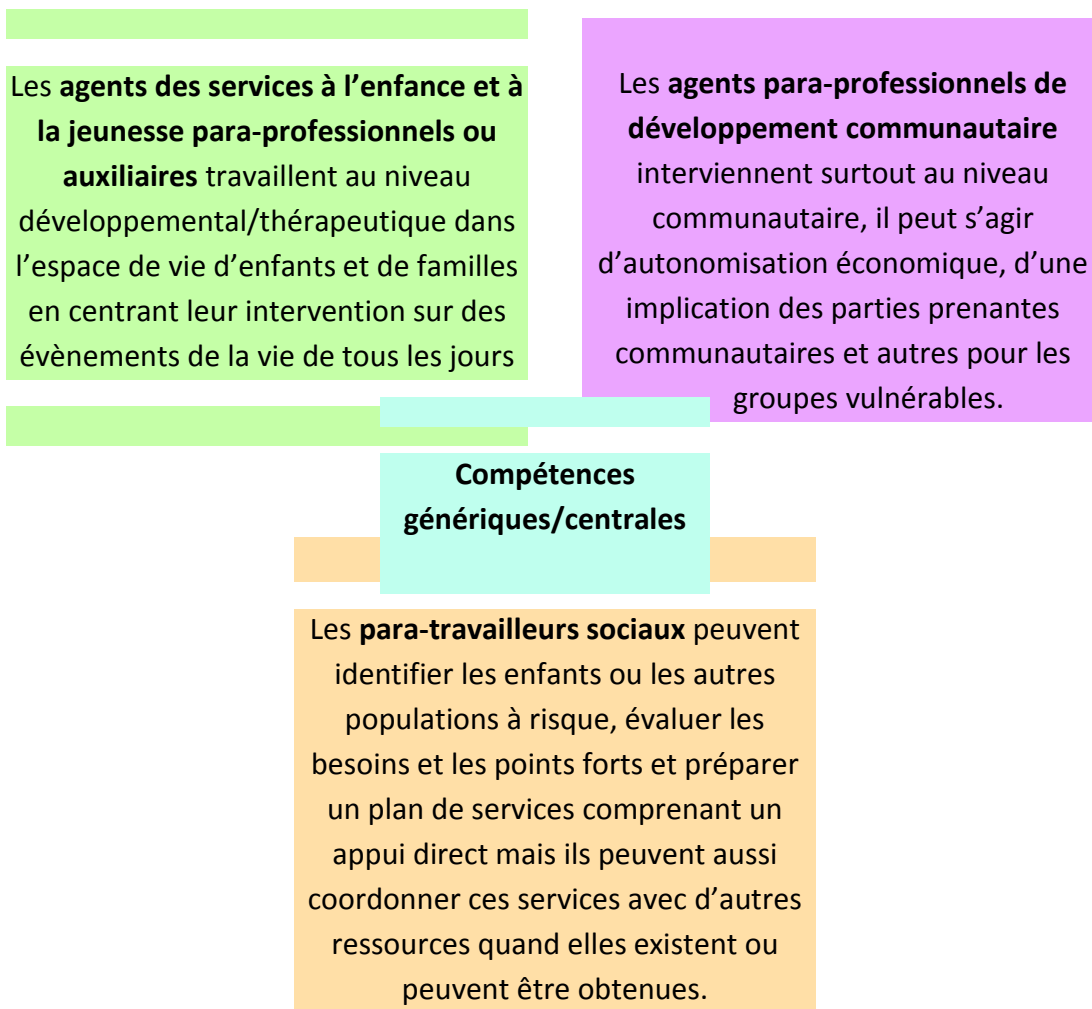 Les agents des services à l’enfance et à
la jeunesse para-professionnels ou
auxiliaires travaillent au niveau
développemental/thérapeutique dans
l’espace de vie d’enfants et de familles
en centrant leur intervention sur des
évènements de la vie de tous les jours
Les agents para-professionnels de
développement communautaire
interviennent surtout au niveau
communautaire, il peut s’agir
d’autonomisation économique, d’une
implication des parties prenantes
communautaires et autres pour les
groupes vulnérables.
Compétences
génériques/centrales
Les para-travailleurs sociaux peuvent
identifier les enfants ou les autres
populations à risque, évaluer les
besoins et les points forts et préparer
un plan de services comprenant un
appui direct mais ils peuvent aussi
coordonner ces services avec d’autres
ressources quand elles existent ou
peuvent être obtenues.